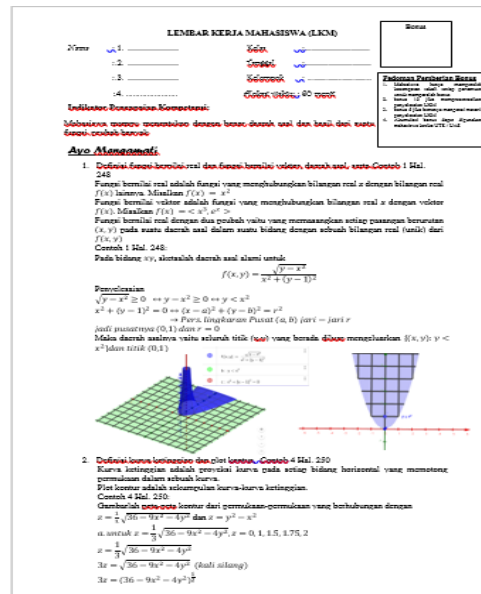 LEMBAR KERJA MAHASISWA (LKM)
Bonus
Nama : 1. Kelas :
: 2. Tanggal :
: 3. Kelompok :
: 4. Alokasi waktu : 60 menit
Pedoman Pemberian Bonus
Indikator Pencapaian Kompetensi:
Mahasiswa mampu menentukan dengan benar daerah asal dan hasil dari suatu
fungsi peubah banyak
Ayo Mengamati
1. Definisi fungsi bernilai real dan fungsi bernilai vektor, daerah asal, serta Contoh 1 Hal.
248
Fungsi bernilai real adalah fungsi yang menghubungkan bilangan real x dengan bilangan real
f(x) lainnya. Misalkan f(x) = x²
Fungsi bernilai vektor adalah fungsi yang menghubungkan bilangan real x dengan vektor
f(x). Misalkan f(x) = < x³, eˣ >
Fungsi bernilai real dengan dua peubah yaitu yang memasangkan setiap pasangan berurutan
(x, y) pada suatu daerah asal dalam suatu bidang dengan sebuah bilangan real (unik) dari
f(x, y)
Contoh 1 Hal. 248:
Pada bidang xy, sketsalah daerah asal alami untuk
f(x, y) = √(y − x²) / (x² + (y − 1)²)
Penyelesaian
√(y − x²) ≥ 0 ↔ y − x² ≥ 0 ↔ y < x²
x² + (y − 1)² = 0 ↔ (x − a)² + (y − b)² = r²
→ Pers. lingkaran Pusat (a, b) jari − jari r
jadi pusatnya (0,1) dan r = 0
Maka daerah asalnya yaitu seluruh titik (x,y) yang berada diluar mengeluarkan {(x, y): y <
x²}dan titik (0,1)
2. Definisi kurva ketinggian dan plot kontur, Contoh 4 Hal. 250
Kurva ketinggian adalah proyeksi kurva pada setiap bidang horizontal yang memotong
permukaan dalam sebuah kurva.
Plot kontur adalah sekumpulan kurva-kurva ketinggian.
Contoh 4 Hal. 250:
Gambarlah peta-peta kontur dari permukaan-permukaan yang berhubungan dengan
z = 1/3 √(36 − 9x² − 4y²) dan z = y² − x²
a. untuk z = 1/3 √(36 − 9x² − 4y²), z = 0, 1, 1.5, 1.75, 2
z = 1/3 √(36 − 9x² − 4y²)
3z = √(36 − 9x² − 4y²) (kali silang)
3z = (36 − 9x² − 4y²)^(1/2)